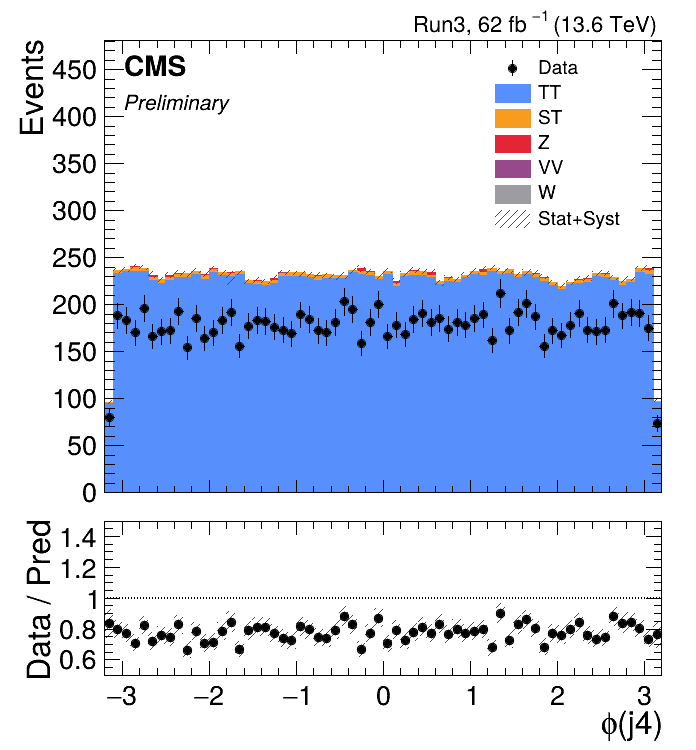 Run3, 62 fb⁻¹ (13.6 TeV)
CMS
Preliminary
Events
450
400
350
300
250
200
150
100
50
0
Data
TT
ST
Z
VV
W
Stat+Syst
Data / Pred
1.4
1.2
1
0.8
0.6
−3 −2 −1 0 1 2 3
ϕ(j4)